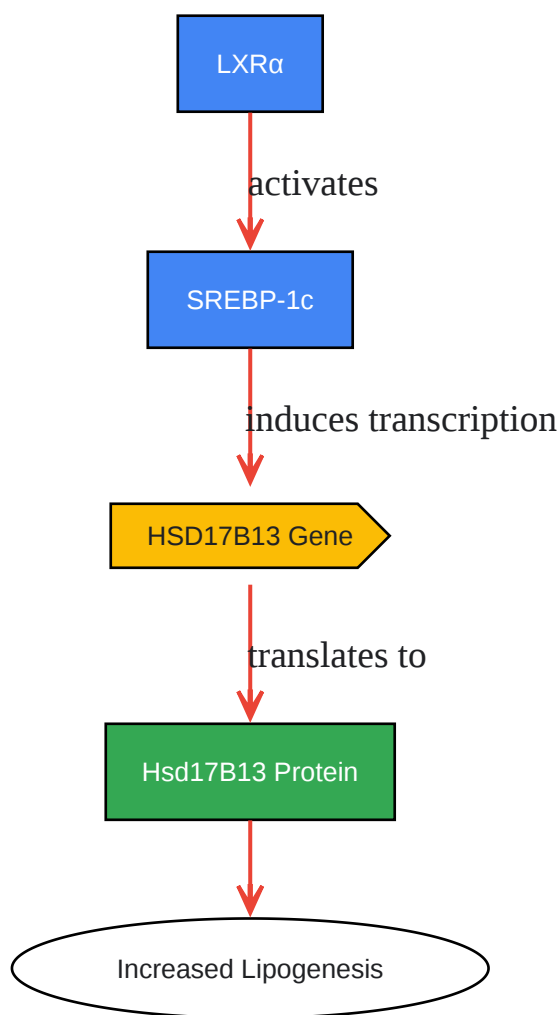 LXRα
activates
SREBP-1c
induces transcription
HSD17B13 Gene
translates to
Hsd17B13 Protein
Increased Lipogenesis